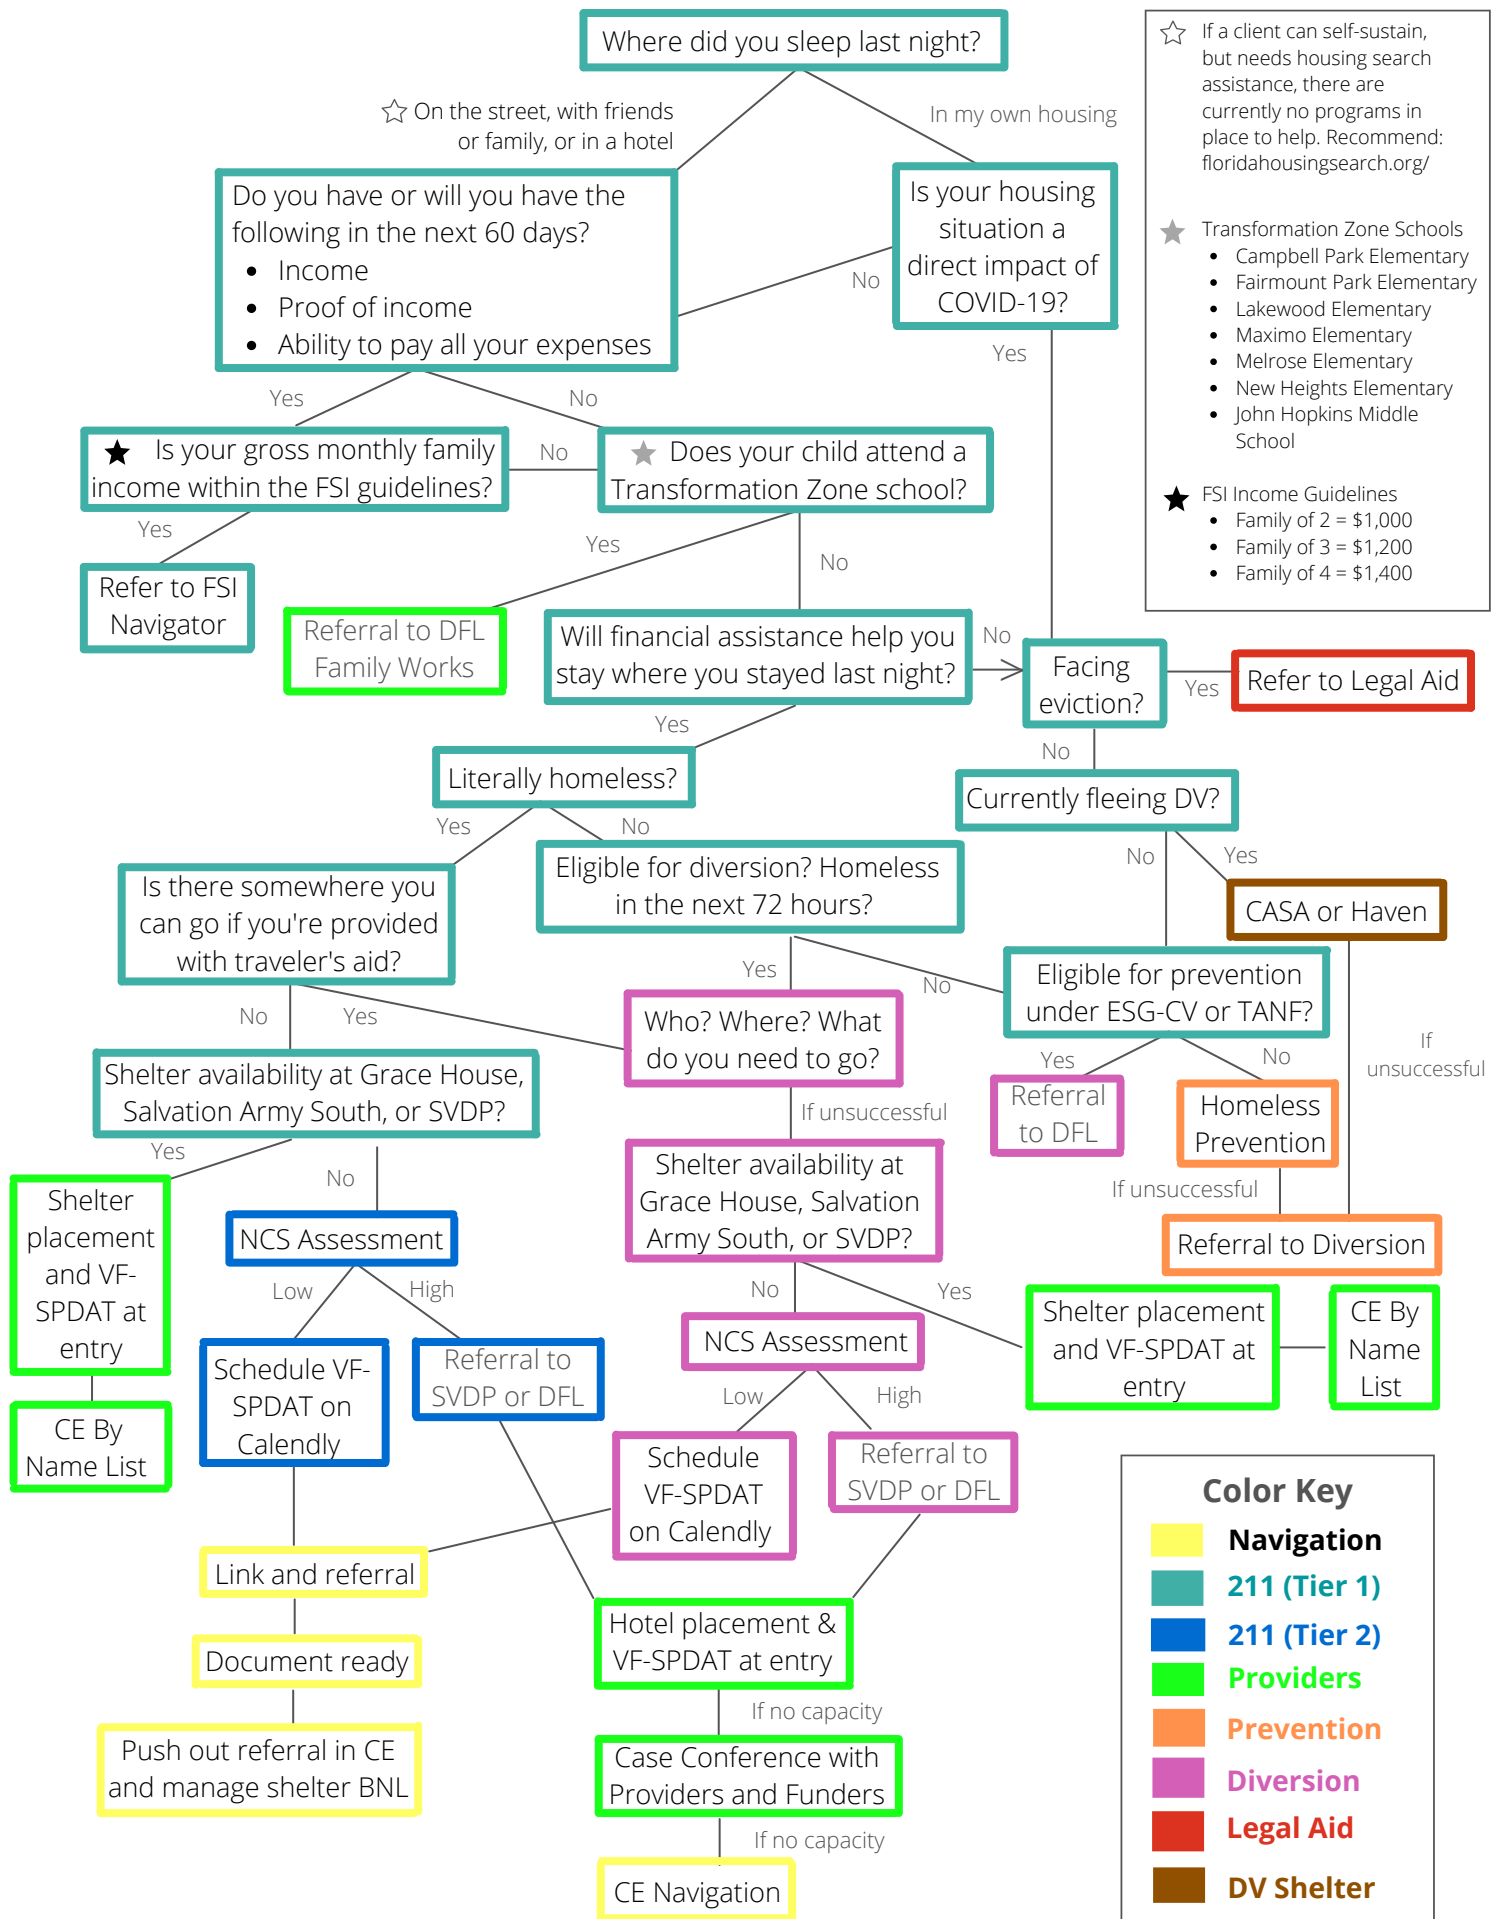 Where did you sleep last night?
On the street, with friends
or family, or in a hotel
In my own housing
If a client can self-sustain,
but needs housing search
assistance, there are
currently no programs in
place to help. Recommend:
floridahousingsearch.org/
Transformation Zone Schools
• Campbell Park Elementary
• Fairmount Park Elementary
• Lakewood Elementary
• Maximo Elementary
• Melrose Elementary
• New Heights Elementary
• John Hopkins Middle
School
FSI Income Guidelines
• Family of 2 = $1,000
• Family of 3 = $1,200
• Family of 4 = $1,400
Do you have or will you have the
following in the next 60 days?
• Income
• Proof of income
• Ability to pay all your expenses
Is your housing
situation a
direct impact of
COVID-19?
No
Yes
Yes
No
Is your gross monthly family
income within the FSI guidelines?
No
Does your child attend a
Transformation Zone school?
Yes
Yes
No
Refer to FSI
Navigator
Referral to DFL
Family Works
Will financial assistance help you
stay where you stayed last night?
No
Facing
eviction?
Yes
Refer to Legal Aid
Yes
No
Literally homeless?
Currently fleeing DV?
Yes
No
No
Yes
Is there somewhere you
can go if you're provided
with traveler's aid?
Eligible for diversion? Homeless
in the next 72 hours?
CASA or Haven
Yes
No
Eligible for prevention
under ESG-CV or TANF?
No
Yes
Who? Where? What
do you need to go?
Yes
No
If
unsuccessful
Shelter availability at Grace House,
Salvation Army South, or SVDP?
If unsuccessful
Referral
to DFL
Homeless
Prevention
Yes
No
Shelter availability at
Grace House, Salvation
Army South, or SVDP?
If unsuccessful
Referral to Diversion
Shelter
placement
and VF-
SPDAT at
entry
NCS Assessment
Low
High
No
Yes
Shelter placement
and VF-SPDAT at
entry
CE By
Name
List
Schedule VF-
SPDAT on
Calendly
Referral to
SVDP or DFL
NCS Assessment
Low
High
CE By
Name List
Schedule
VF-SPDAT
on Calendly
Referral to
SVDP or DFL
Link and referral
Hotel placement &
VF-SPDAT at entry
Document ready
If no capacity
Push out referral in CE
and manage shelter BNL
Case Conference with
Providers and Funders
If no capacity
CE Navigation
Color Key
Navigation
211 (Tier 1)
211 (Tier 2)
Providers
Prevention
Diversion
Legal Aid
DV Shelter